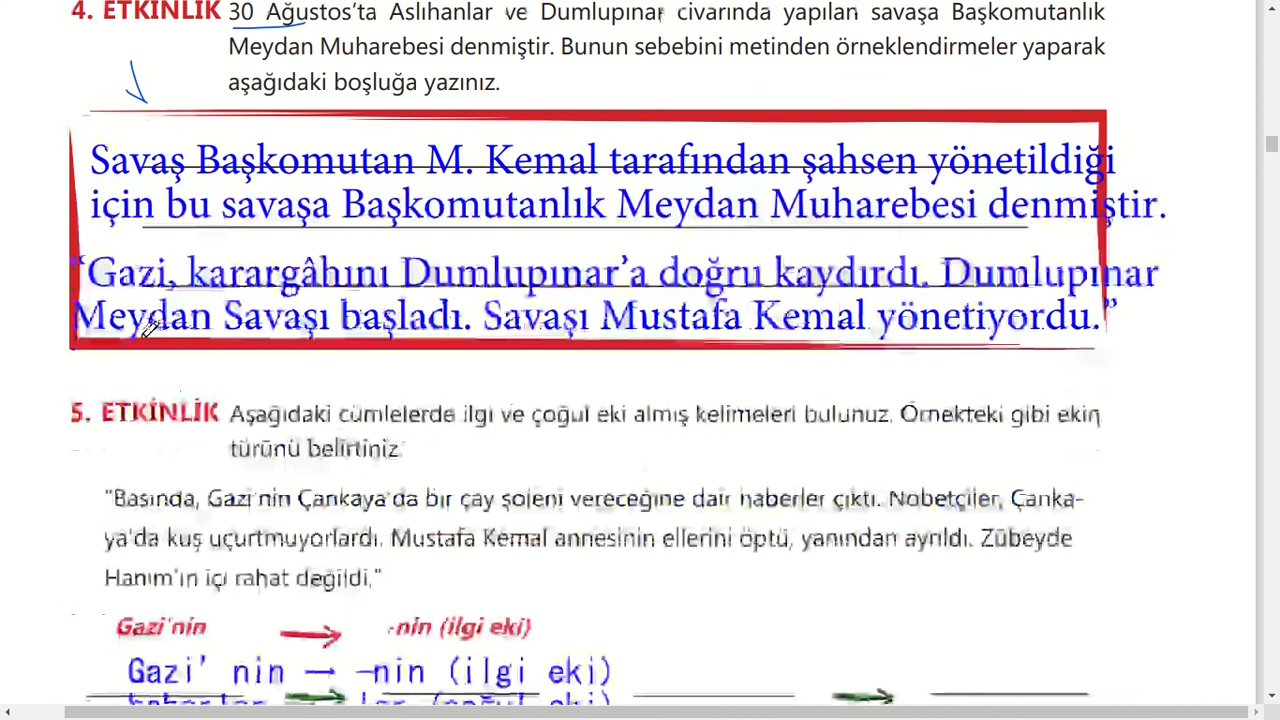 4. ETKİNLİK 30 Ağustos'ta Aslıhanlar ve Dumlupınar civarında yapılan savaşa Başkomutanlık
Meydan Muharebesi denmiştir. Bunun sebebini metinden örneklendirmeler yaparak
aşağıdaki boşluğa yazınız.
Savaş Başkomutan M. Kemal tarafından şahsen yönetildiği
için bu savaşa Başkomutanlık Meydan Muharebesi denmiştir.
"Gazi, karargâhını Dumlupınar'a doğru kaydırdı. Dumlupınar
Meydan Savaşı başladı. Savaşı Mustafa Kemal yönetiyordu."
5. ETKİNLİK Aşağıdaki cümlelerde ilgi ve çoğul eki almış kelimeleri bulunuz. Örnekteki gibi ekin
türünü belirtiniz.
"Basında, Gazi'nin Çankaya'da bir çay şöleni vereceğine dair haberler çıktı. Nöbetçiler, Çanka-
ya'da kuş uçurtmuyorlardı. Mustafa Kemal annesinin ellerini öptü, yanından ayrıldı. Zübeyde
Hanım'ın içi rahat değildi."
Gazi'nin → -nin (ilgi eki)
Gazi' nin → -nin (ilgi eki)
haberler → ler (çoğul eki)